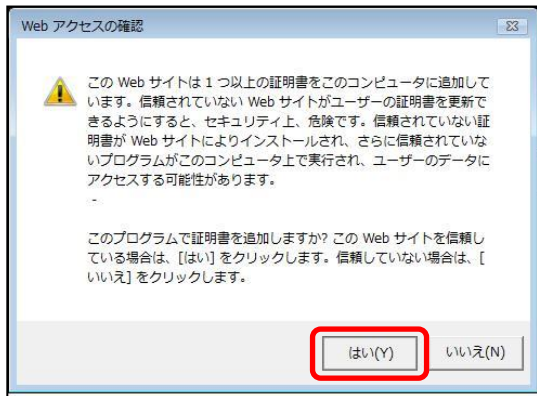 Web アクセスの確認
この Web サイトは 1 つ以上の証明書をこのコンピュータに追加して
います。信頼されていない Web サイトがユーザーの証明書を更新で
きるようにすると、セキュリティ上、危険です。信頼されていない証
明書が Web サイトによりインストールされ、さらに信頼されていな
いプログラムがこのコンピュータ上で実行され、ユーザーのデータに
アクセスする可能性があります。
-
このプログラムで証明書を追加しますか? この Web サイトを信頼し
ている場合は、[はい] をクリックします。信頼していない場合は、[
いいえ] をクリックします。
はい(Y) いいえ(N)